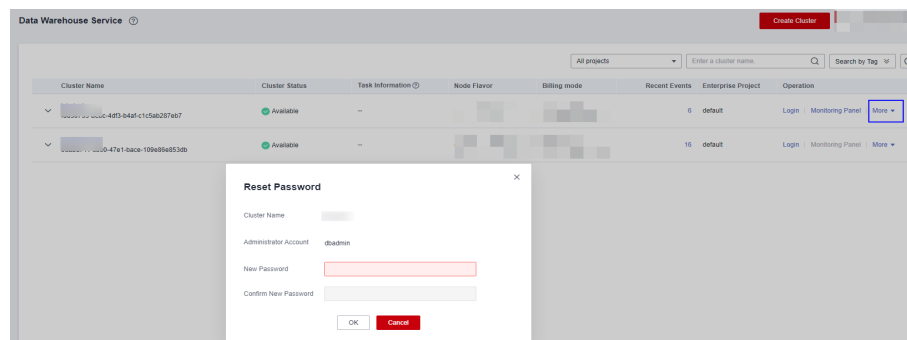 Data Warehouse Service
Create Cluster
All projects
Enter a cluster name.
Search by Tag
Cluster Name
Cluster Status
Task Information
Node Flavor
Billing mode
Recent Events
Enterprise Project
Operation
4df3-b4af-c1c5ab287eb7
Available
–
6
default
Login
Monitoring Panel
More
47e1-bace-109e86e853db
Available
–
16
default
Login
Monitoring Panel
More
Reset Password
Cluster Name
Administrator Account
dbadmin
New Password
Confirm New Password
OK
Cancel